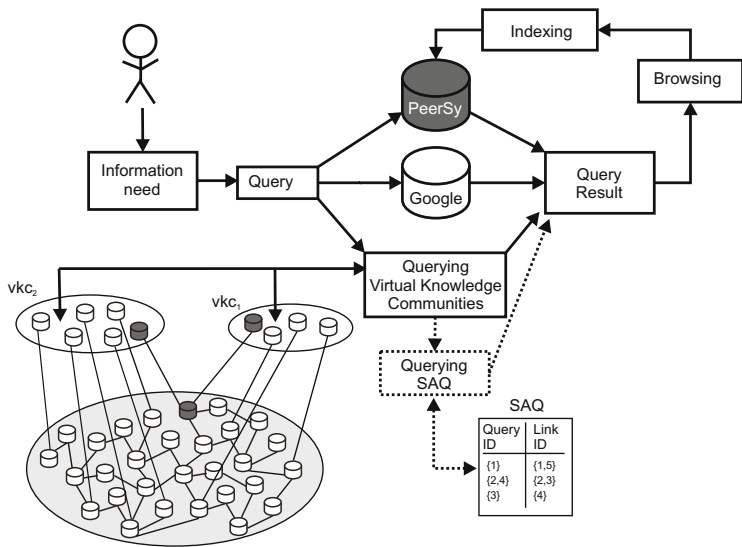 Indexing
PeerSy
Browsing
Information
need
Query
Google
Query
Result
Querying
Virtual Knowledge
Communities
vkc2
vkc1
Querying
SAQ
SAQ
Query Link
ID ID
{1} {1,5}
{2,4} {2,3}
{3} {4}